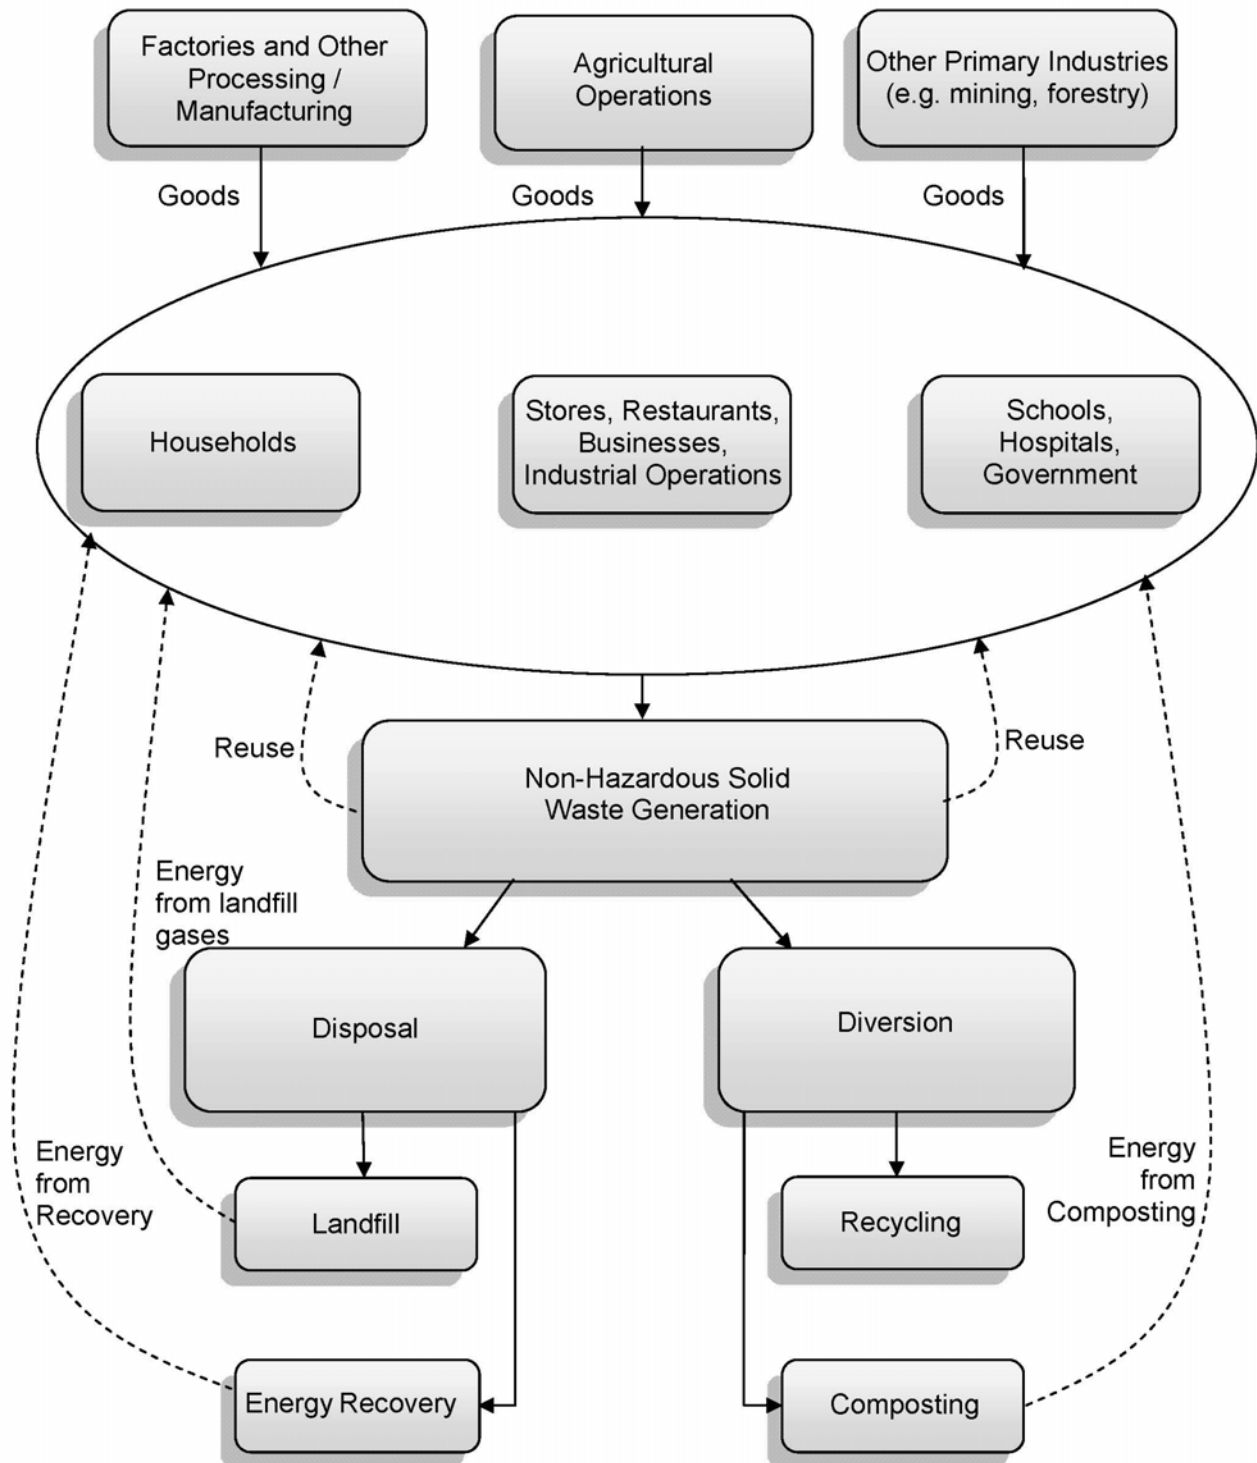 Factories and Other
Processing /
Manufacturing
Agricultural
Operations
Other Primary Industries
(e.g. mining, forestry)
Goods
Goods
Goods
Households
Stores, Restaurants,
Businesses,
Industrial Operations
Schools,
Hospitals,
Government
Reuse
Reuse
Non-Hazardous Solid
Waste Generation
Energy
from landfill
gases
Disposal
Diversion
Energy
from
Recovery
Landfill
Recycling
Energy
from
Composting
Energy Recovery
Composting